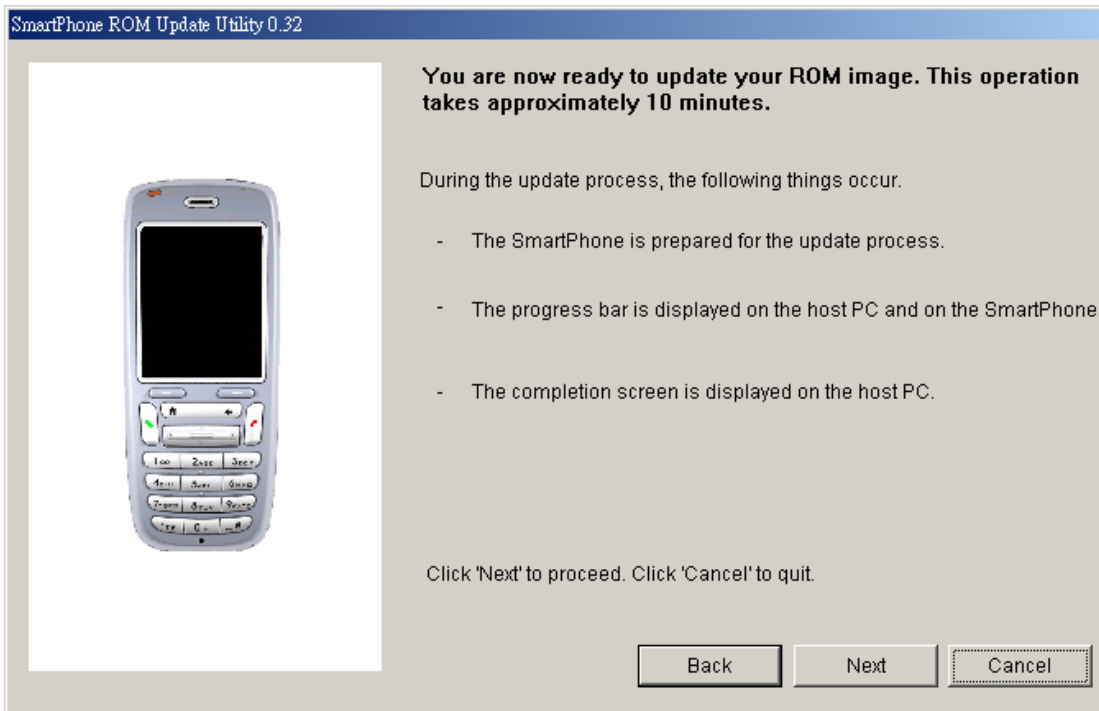 SmartPhone ROM Update Utility 0.32
You are now ready to update your ROM image. This operation
takes approximately 10 minutes.
During the update process, the following things occur.
- The SmartPhone is prepared for the update process.
- The progress bar is displayed on the host PC and on the SmartPhone
- The completion screen is displayed on the host PC.
Click 'Next' to proceed. Click 'Cancel' to quit.
Back Next Cancel